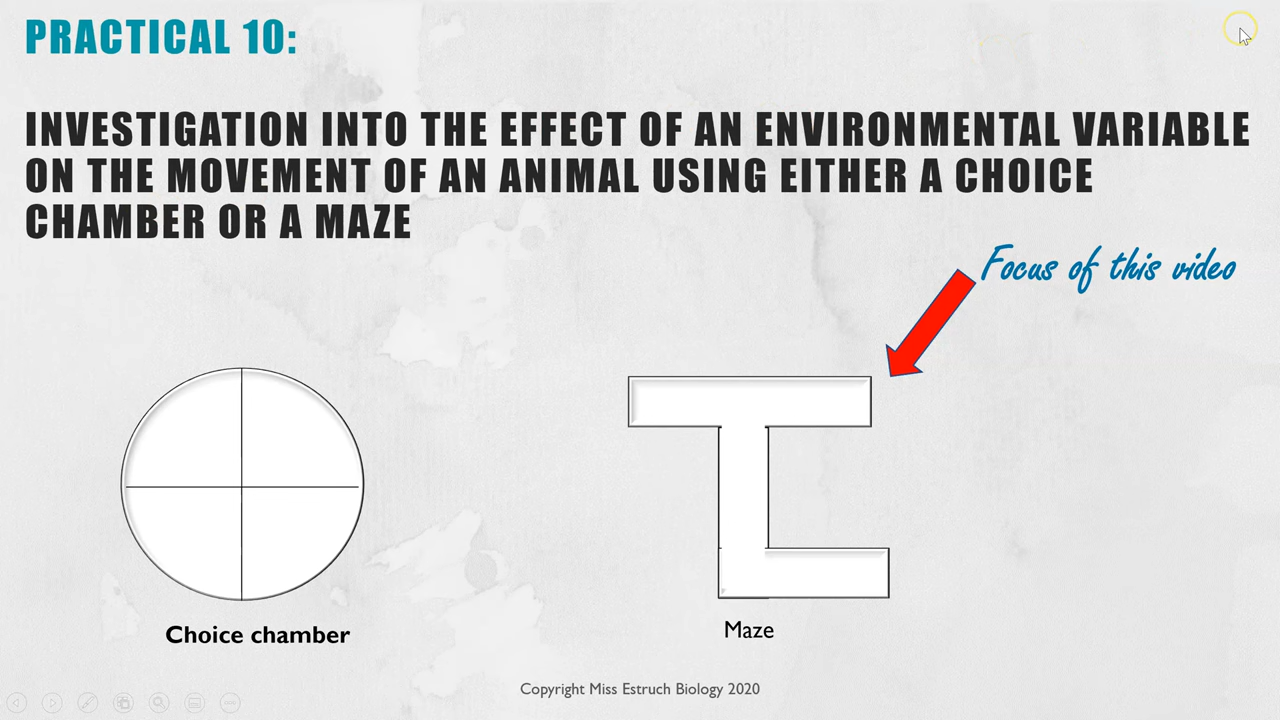 PRACTICAL 10:
INVESTIGATION INTO THE EFFECT OF AN ENVIRONMENTAL VARIABLE
ON THE MOVEMENT OF AN ANIMAL USING EITHER A CHOICE
CHAMBER OR A MAZE
Focus of this video
Choice chamber
Maze
Copyright Miss Estruch Biology 2020